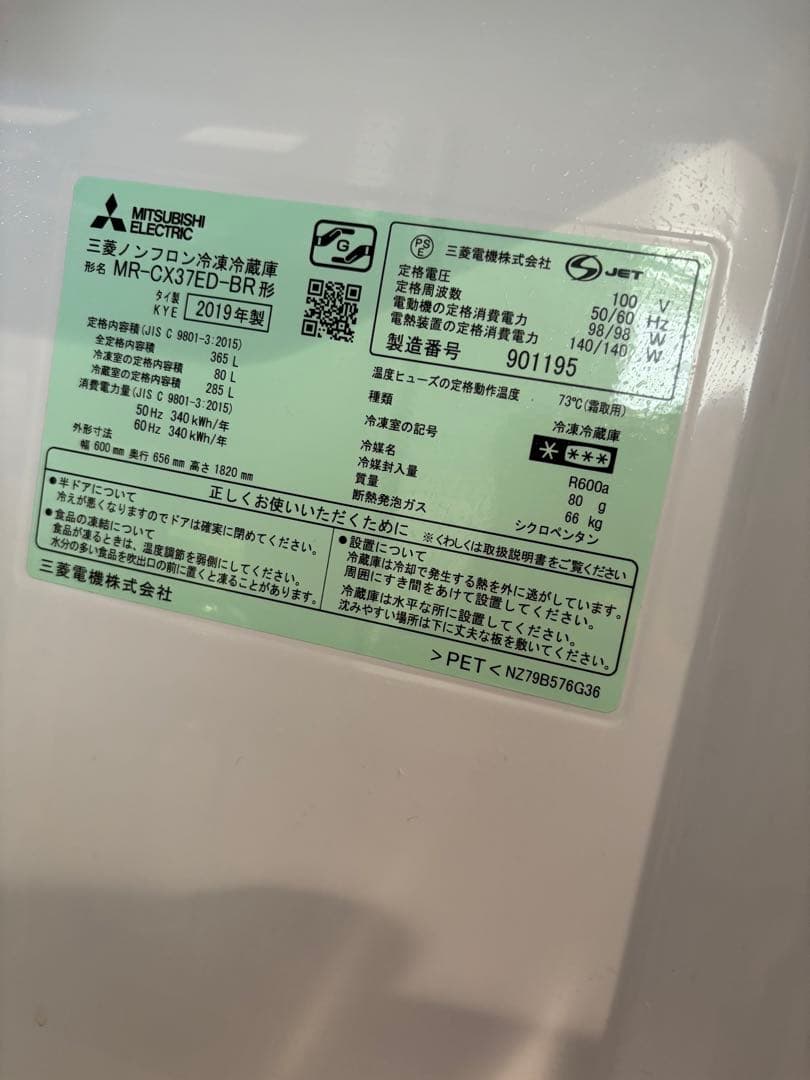 MITSUBISHI
ELECTRIC
三菱ノンフロン冷凍冷蔵庫
形名 MR-CX37ED-BR形
タイ製
KYE 2019年製
定格内容積(JIS C 9801-3:2015)
全定格内容積 365 L
冷凍室の定格内容積 80 L
冷蔵室の定格内容積 285 L
消費電力量(JIS C 9801-3:2015)
50 Hz 340 kWh/年
60 Hz 340 kWh/年
外形寸法
幅 600 mm 奥行 656 mm 高さ 1820 mm
G
PS
E
三菱電機株式会社
JET
定格電圧 100 V
定格周波数 50/60 Hz
電動機の定格消費電力 98/98 W
電熱装置の定格消費電力 140/140 W
製造番号 901195
温度ヒューズの定格動作温度 73℃(霜取用)
種類 冷凍冷蔵庫
冷凍室の記号 * ***
冷媒名 R600a
冷媒封入量 80 g
質量 66 kg
断熱発泡ガス シクロペンタン
正しくお使いいただくために ※くわしくは取扱説明書をご覧ください
●半ドアについて
冷えが悪くなりますのでドアは確実に閉めてください。
●食品の凍結について
食品が凍るときは、温度調節を弱側にしてください。
水分の多い食品を吹出口の前に置くと凍ることがあります。
●設置について
冷蔵庫は冷却で発生する熱を外に逃がしています。
周囲にすき間をあけて設置してください。
冷蔵庫は水平な所に設置してください。
沈みやすい場所は下に丈夫な板を敷いてください。
三菱電機株式会社
>PET< NZ79B576G36